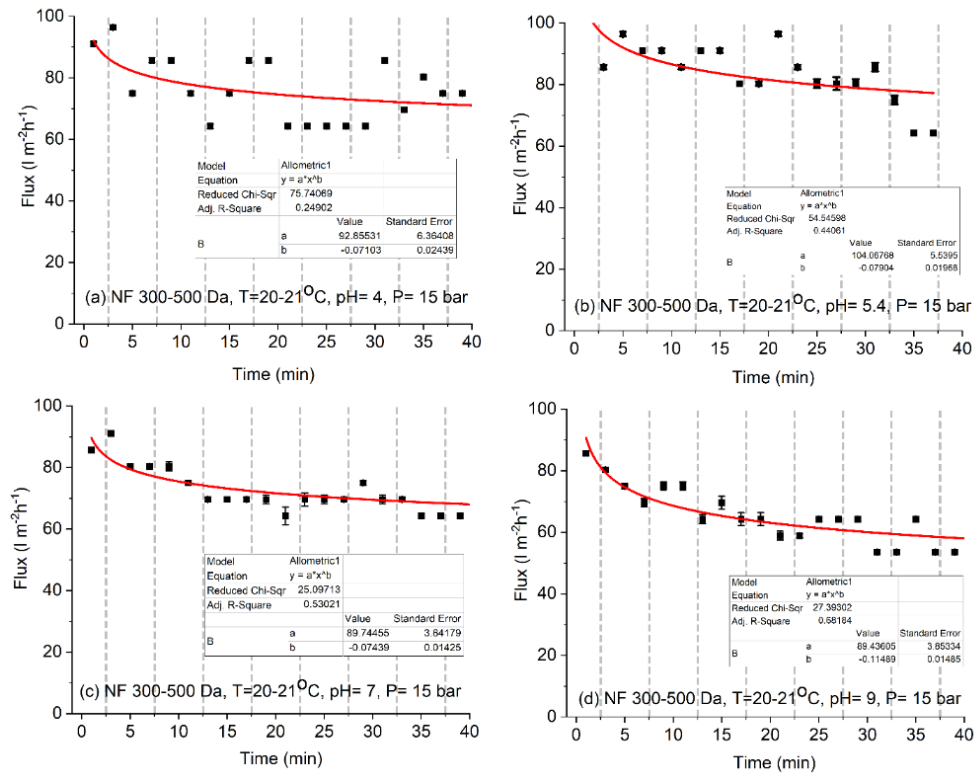 100
80
60
40
20
0
Flux (l m⁻²h⁻¹)
Model Allometric1
Equation y = a*x^b
Reduced Chi-Sqr 75.74069
Adj. R-Square 0.24902
Value Standard Error
B a 92.85531 6.36408
b -0.07103 0.02439
(a) NF 300-500 Da, T=20-21°C, pH= 4, P= 15 bar
0 5 10 15 20 25 30 35 40
Time (min)
100
80
60
40
20
0
Flux (l m⁻²h⁻¹)
Model Allometric1
Equation y = a*x^b
Reduced Chi-Sqr 54.54598
Adj. R-Square 0.44061
Value Standard Error
B a 104.06768 5.5395
b -0.07904 0.01968
(b) NF 300-500 Da, T=20-21°C, pH= 5.4, P= 15 bar
0 5 10 15 20 25 30 35 40
Time (min)
100
80
60
40
20
0
Flux (l m⁻²h⁻¹)
Model Allometric1
Equation y = a*x^b
Reduced Chi-Sqr 25.09713
Adj. R-Square 0.53021
Value Standard Error
B a 89.74455 3.64179
b -0.07439 0.01425
(c) NF 300-500 Da, T=20-21°C, pH= 7, P= 15 bar
0 5 10 15 20 25 30 35 40
Time (min)
100
80
60
40
20
0
Flux (l m⁻²h⁻¹)
Model Allometric1
Equation y = a*x^b
Reduced Chi-Sqr 27.39302
Adj. R-Square 0.68184
Value Standard Error
B a 89.43605 3.85334
b -0.11489 0.01485
(d) NF 300-500 Da, T=20-21°C, pH= 9, P= 15 bar
0 5 10 15 20 25 30 35 40
Time (min)